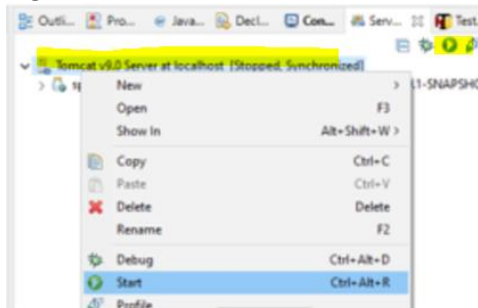 Outli... Pro... Java... Decl... Con... Serv... Test
Tomcat v9.0 Server at localhost [Stopped, Synchronized]
New
.1-SNAPSHO
Open F3
Show In Alt+Shift+W >
Copy Ctrl+C
Paste Ctrl+V
Delete Delete
Rename F2
Debug Ctrl+Alt+D
Start Ctrl+Alt+R
Profile